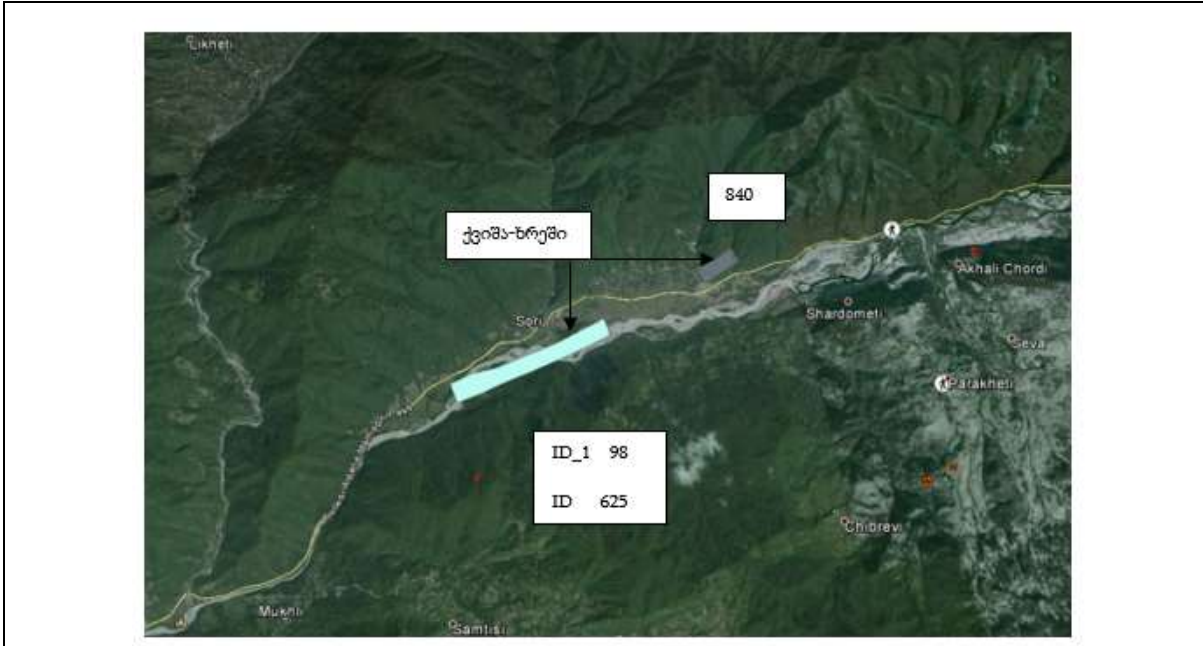 Likheti
840
ქვიშა-ხრეში
Akhali Chordi
Shardometi
Sori
Seva
Parakheti
ID_1 98
ID 625
Chibrevi
Mukhli
Samtisi